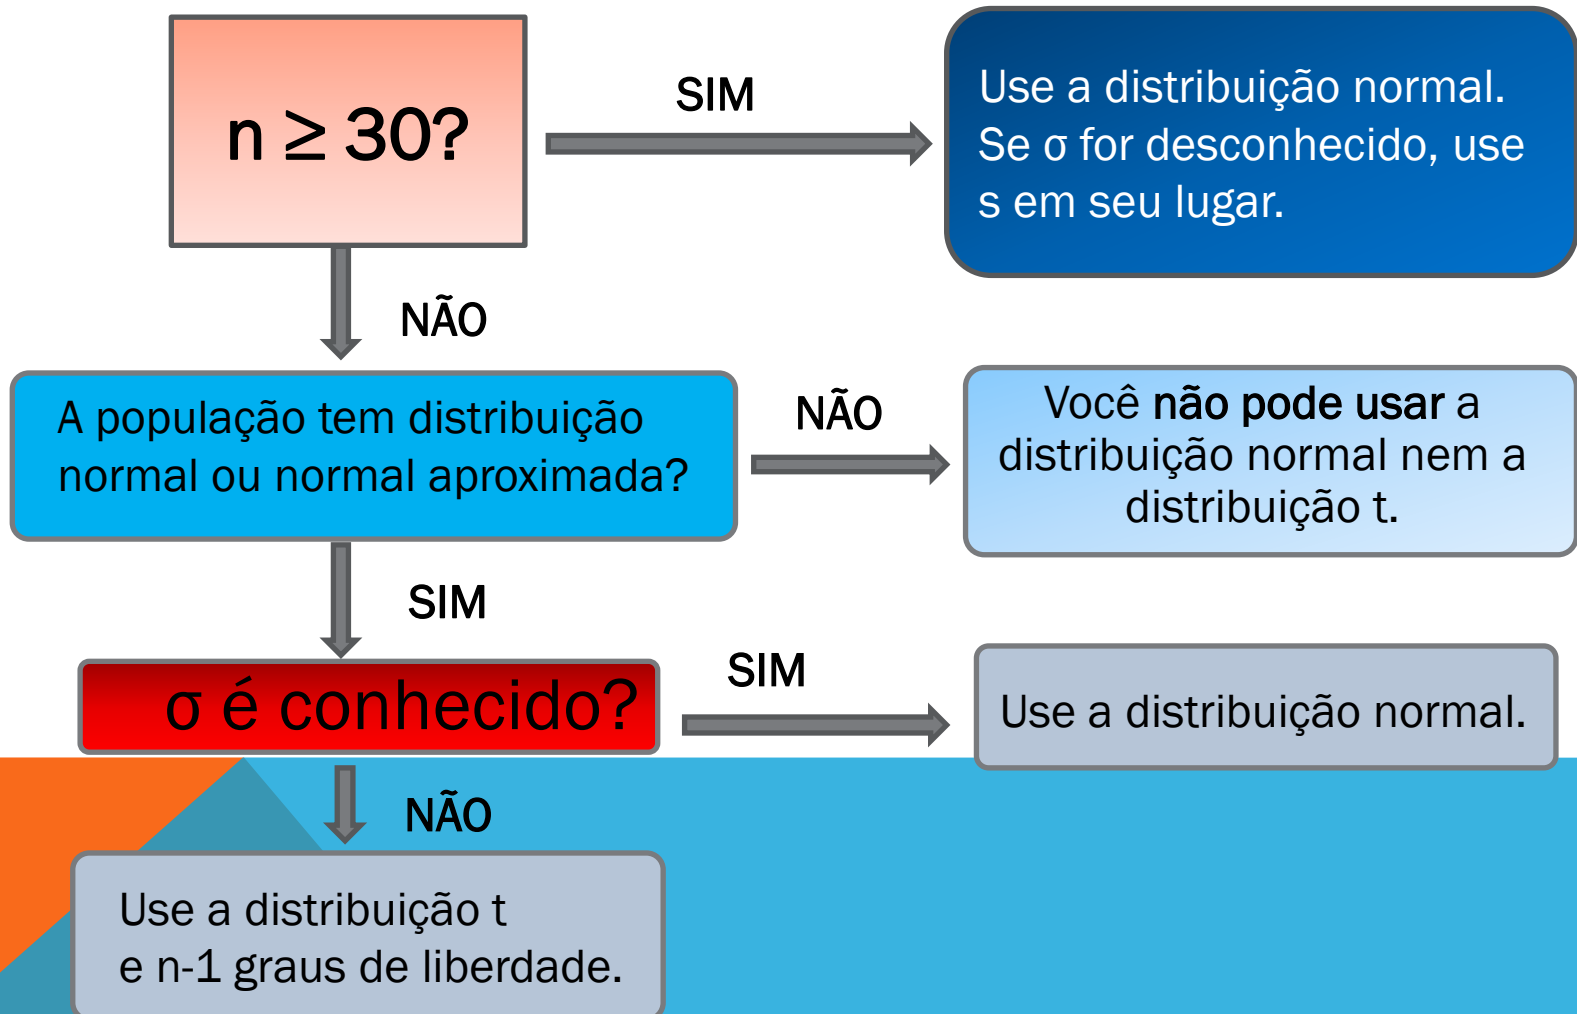 n ≥ 30?
SIM
Use a distribuição normal.
Se σ for desconhecido, use
s em seu lugar.
NÃO
A população tem distribuição
normal ou normal aproximada?
NÃO
Você não pode usar a
distribuição normal nem a
distribuição t.
SIM
σ é conhecido?
SIM
Use a distribuição normal.
NÃO
Use a distribuição t
e n-1 graus de liberdade.